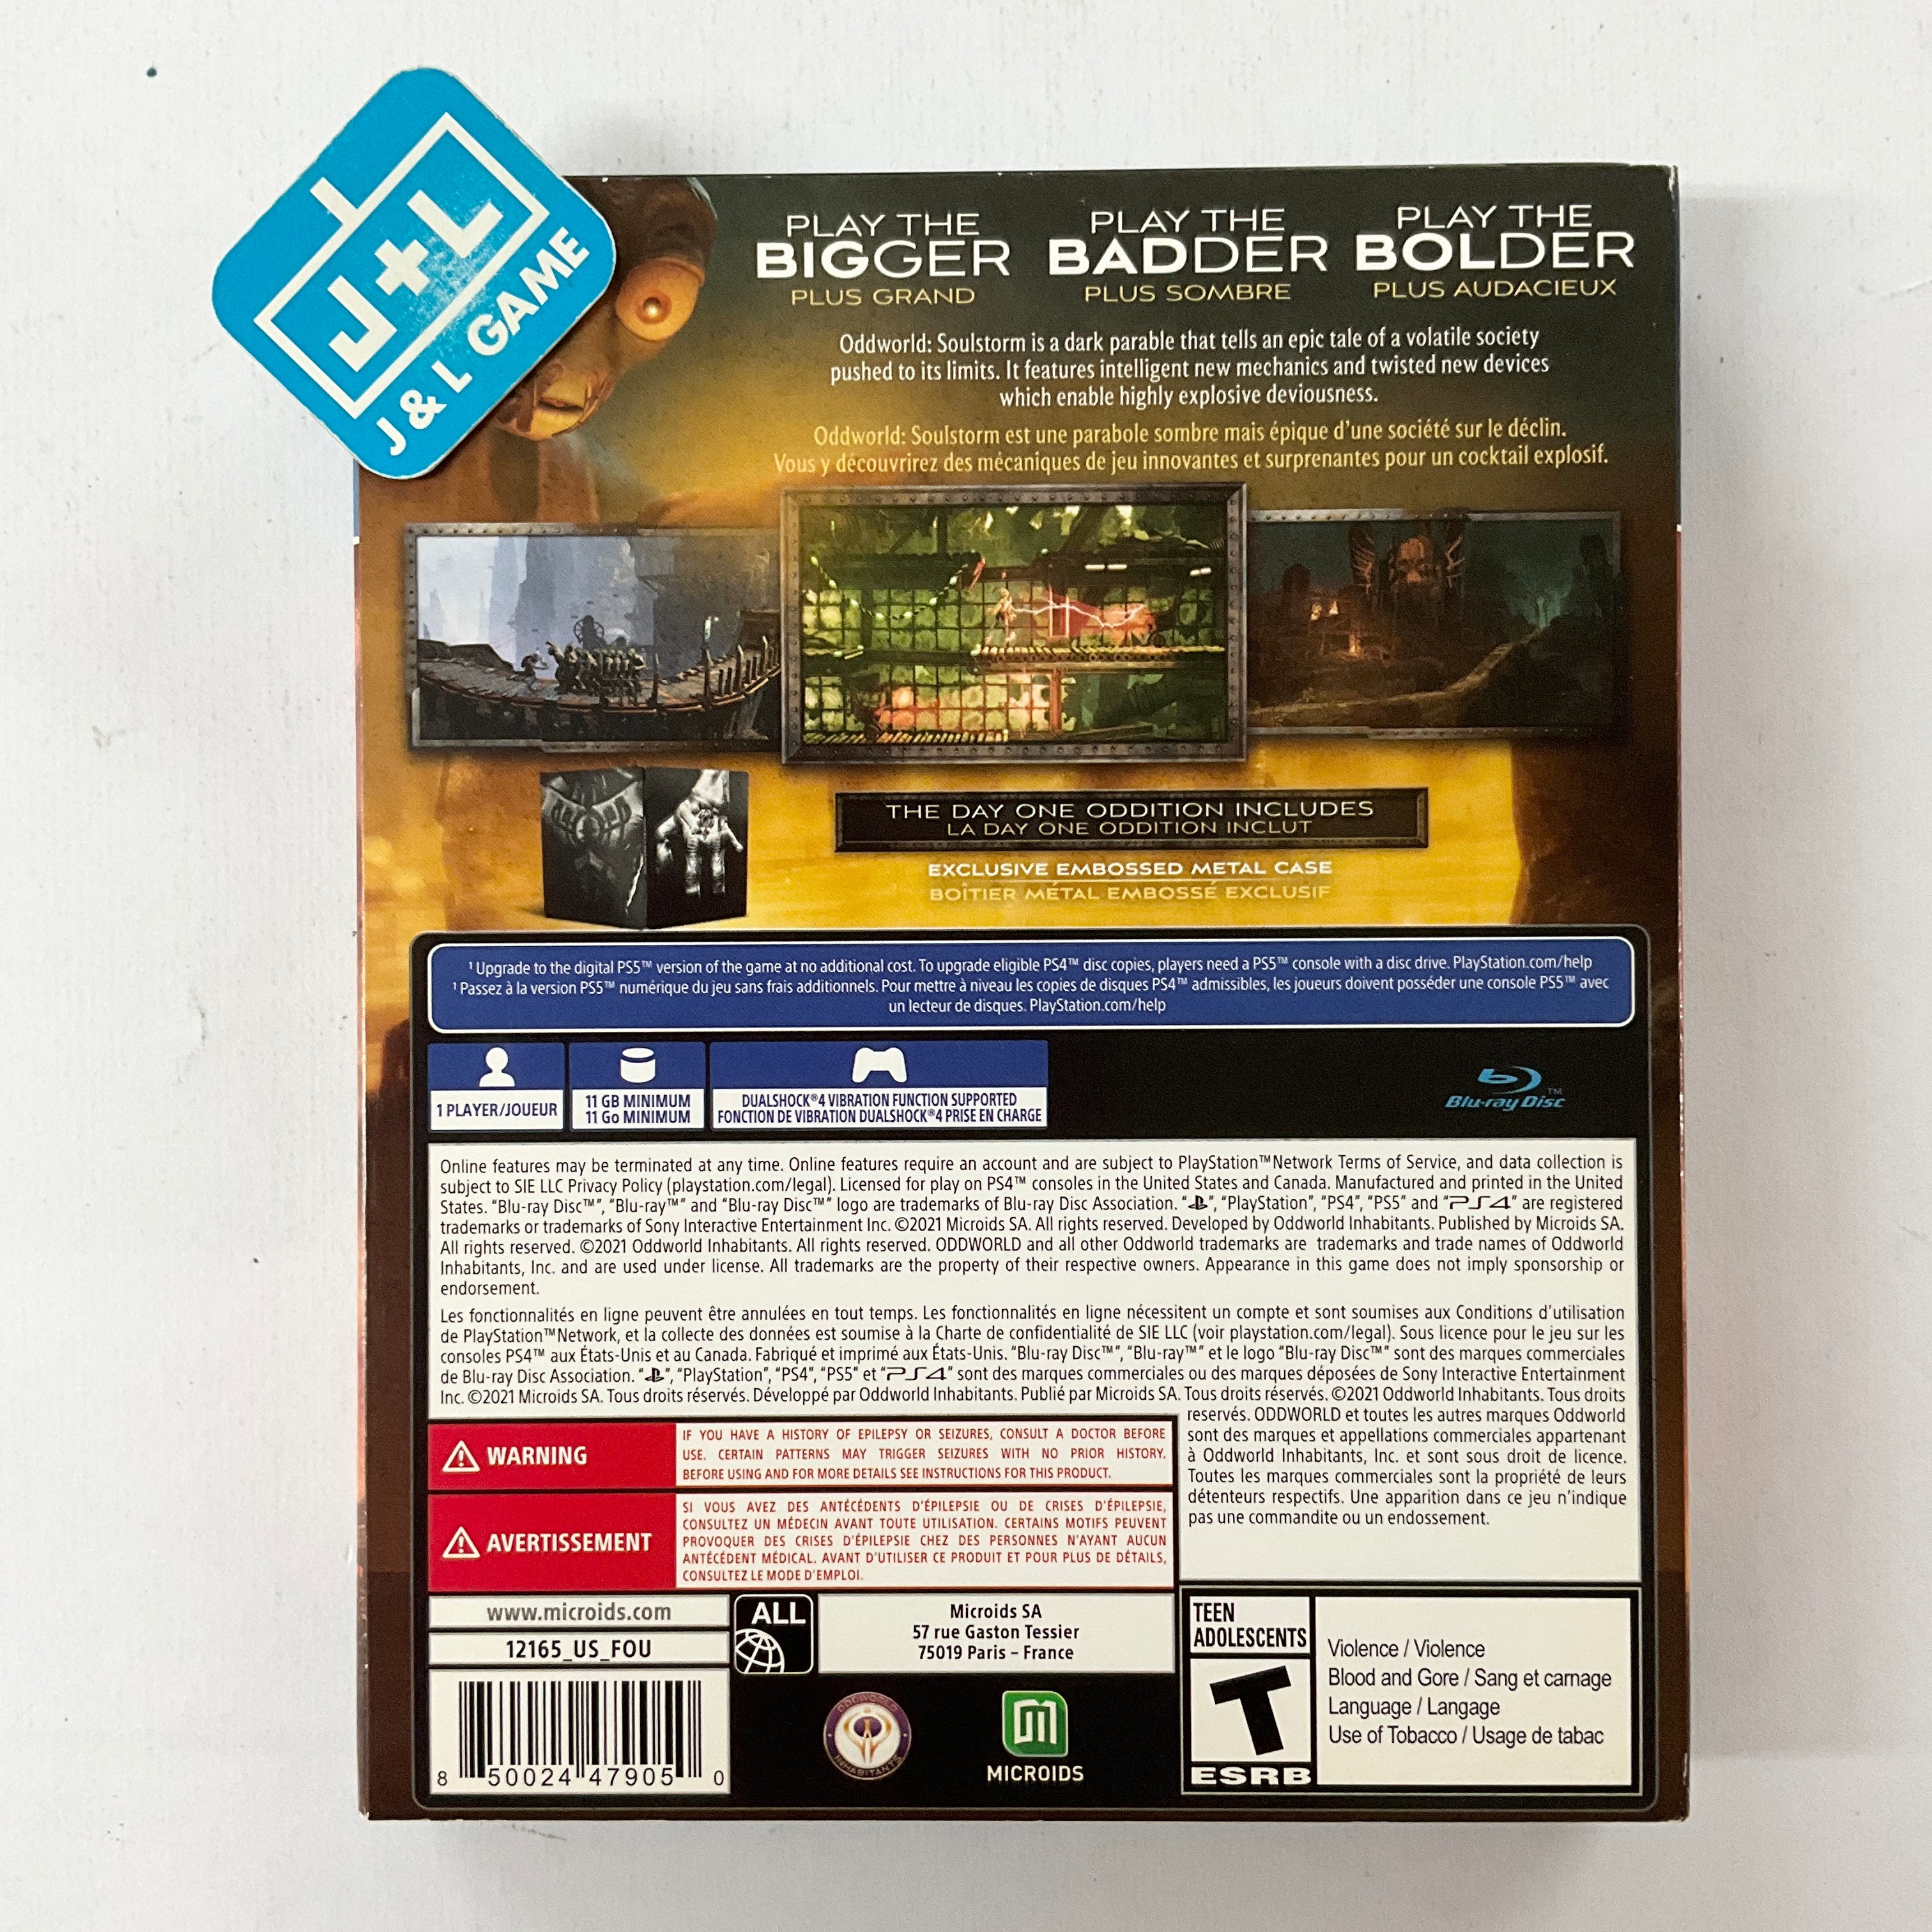 J+L
J & L GAME
PLAY THE
BIGGER
PLUS GRAND
PLAY THE
BADDER
PLUS SOMBRE
PLAY THE
BOLDER
PLUS AUDACIEUX
Oddworld: Soulstorm is a dark parable that tells an epic tale of a volatile society
pushed to its limits. It features intelligent new mechanics and twisted new devices
which enable highly explosive deviousness.
Oddworld: Soulstorm est une parabole sombre mais épique d'une société sur le déclin.
Vous y découvrirez des mécaniques de jeu innovantes et surprenantes pour un cocktail explosif.
THE DAY ONE ODDITION INCLUDES
LA DAY ONE ODDITION INCLUT
EXCLUSIVE EMBOSSED METAL CASE
BOÎTIER MÉTAL EMBOSSÉ EXCLUSIF
¹ Upgrade to the digital PS5™ version of the game at no additional cost. To upgrade eligible PS4™ disc copies, players need a PS5™ console with a disc drive. PlayStation.com/help
¹ Passez à la version PS5™ numérique du jeu sans frais additionnels. Pour mettre à niveau les copies de disques PS4™ admissibles, les joueurs doivent posséder une console PS5™ avec
un lecteur de disques. PlayStation.com/help
1 PLAYER/JOUEUR
11 GB MINIMUM
11 Go MINIMUM
DUALSHOCK®4 VIBRATION FUNCTION SUPPORTED
FONCTION DE VIBRATION DUALSHOCK®4 PRISE EN CHARGE
Blu-ray Disc™
Online features may be terminated at any time. Online features require an account and are subject to PlayStation™Network Terms of Service, and data collection is
subject to SIE LLC Privacy Policy (playstation.com/legal). Licensed for play on PS4™ consoles in the United States and Canada. Manufactured and printed in the United
States. "Blu-ray Disc™", "Blu-ray™" and "Blu-ray Disc™" logo are trademarks of Blu-ray Disc Association. "", "PlayStation", "PS4", "PS5" and "PS4" are registered
trademarks or trademarks of Sony Interactive Entertainment Inc. ©2021 Microids SA. All rights reserved. Developed by Oddworld Inhabitants. Published by Microids SA.
All rights reserved. ©2021 Oddworld Inhabitants. All rights reserved. ODDWORLD and all other Oddworld trademarks are trademarks and trade names of Oddworld
Inhabitants, Inc. and are used under license. All trademarks are the property of their respective owners. Appearance in this game does not imply sponsorship or
endorsement.
Les fonctionnalités en ligne peuvent être annulées en tout temps. Les fonctionnalités en ligne nécessitent un compte et sont soumises aux Conditions d'utilisation
de PlayStation™Network, et la collecte des données est soumise à la Charte de confidentialité de SIE LLC (voir playstation.com/legal). Sous licence pour le jeu sur les
consoles PS4™ aux États-Unis et au Canada. Fabriqué et imprimé aux États-Unis. "Blu-ray Disc™", "Blu-ray™" et le logo "Blu-ray Disc™" sont des marques commerciales
de Blu-ray Disc Association. "", "PlayStation", "PS4", "PS5" et "PS4" sont des marques commerciales ou des marques déposées de Sony Interactive Entertainment
Inc. ©2021 Microids SA. Tous droits réservés. Développé par Oddworld Inhabitants. Publié par Microids SA. Tous droits réservés. ©2021 Oddworld Inhabitants. Tous droits
réservés. ODDWORLD et toutes les autres marques Oddworld
sont des marques et appellations commerciales appartenant
à Oddworld Inhabitants, Inc. et sont sous droit de licence.
Toutes les marques commerciales sont la propriété de leurs
détenteurs respectifs. Une apparition dans ce jeu n'indique
pas une commandite ou un endossement.
WARNING
IF YOU HAVE A HISTORY OF EPILEPSY OR SEIZURES, CONSULT A DOCTOR BEFORE
USE. CERTAIN PATTERNS MAY TRIGGER SEIZURES WITH NO PRIOR HISTORY.
BEFORE USING AND FOR MORE DETAILS SEE INSTRUCTIONS FOR THIS PRODUCT.
AVERTISSEMENT
SI VOUS AVEZ DES ANTÉCÉDENTS D'ÉPILEPSIE OU DE CRISES D'ÉPILEPSIE,
CONSULTEZ UN MÉDECIN AVANT TOUTE UTILISATION. CERTAINS MOTIFS PEUVENT
PROVOQUER DES CRISES D'ÉPILEPSIE CHEZ DES PERSONNES N'AYANT AUCUN
ANTÉCÉDENT MÉDICAL. AVANT D'UTILISER CE PRODUIT ET POUR PLUS DE DÉTAILS,
CONSULTEZ LE MODE D'EMPLOI.
www.microids.com
12165_US_FOU
ALL
Microids SA
57 rue Gaston Tessier
75019 Paris – France
8 50024 47905 0
ODDWORLD
INHABITANTS
MICROIDS
TEEN
ADOLESCENTS
T
ESRB
Violence / Violence
Blood and Gore / Sang et carnage
Language / Langage
Use of Tobacco / Usage de tabac